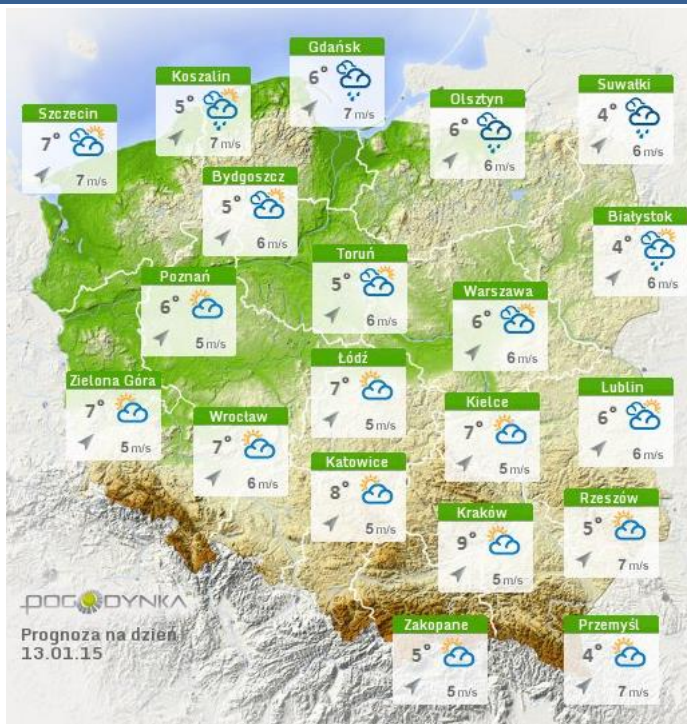 Gdańsk
6°
7 m/s
Koszalin
5°
7 m/s
Suwałki
4°
6 m/s
Olsztyn
6°
6 m/s
Szczecin
7°
7 m/s
Bydgoszcz
5°
6 m/s
Białystok
4°
6 m/s
Toruń
5°
6 m/s
Poznań
6°
5 m/s
Warszawa
6°
6 m/s
Łódź
7°
5 m/s
Zielona Góra
7°
5 m/s
Lublin
6°
6 m/s
Kielce
7°
5 m/s
Wrocław
7°
6 m/s
Katowice
8°
5 m/s
Rzeszów
5°
7 m/s
Kraków
9°
5 m/s
POGODYNKA
Prognoza na dzień
13.01.15
Zakopane
5°
5 m/s
Przemyśl
4°
7 m/s